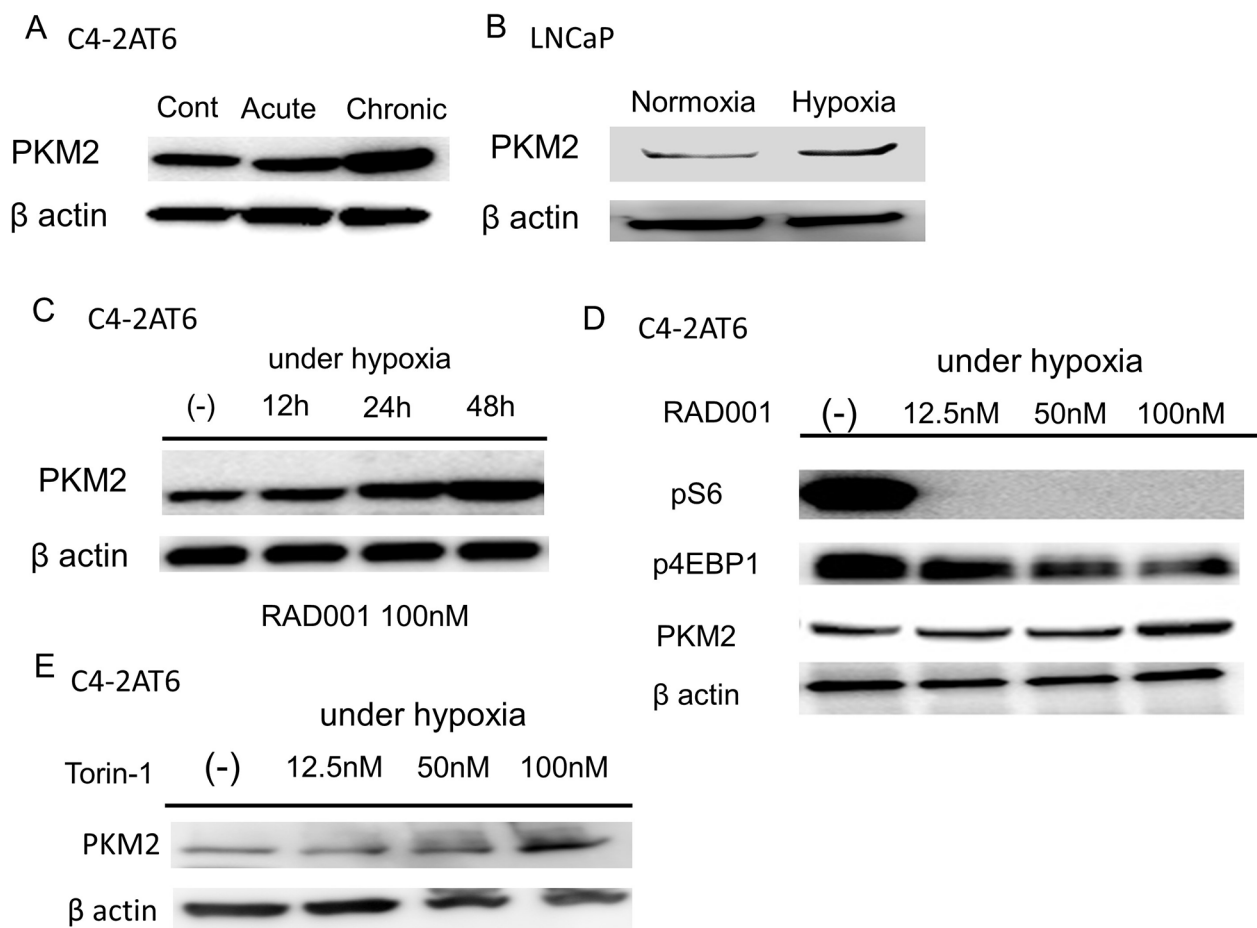 A C4-2AT6
Cont Acute Chronic
PKM2
β actin
B LNCaP
Normoxia Hypoxia
PKM2
β actin
C C4-2AT6
under hypoxia
(-) 12h 24h 48h
PKM2
β actin
RAD001 100nM
D C4-2AT6
under hypoxia
RAD001 (-) 12.5nM 50nM 100nM
pS6
p4EBP1
PKM2
β actin
E C4-2AT6
under hypoxia
Torin-1 (-) 12.5nM 50nM 100nM
PKM2
β actin